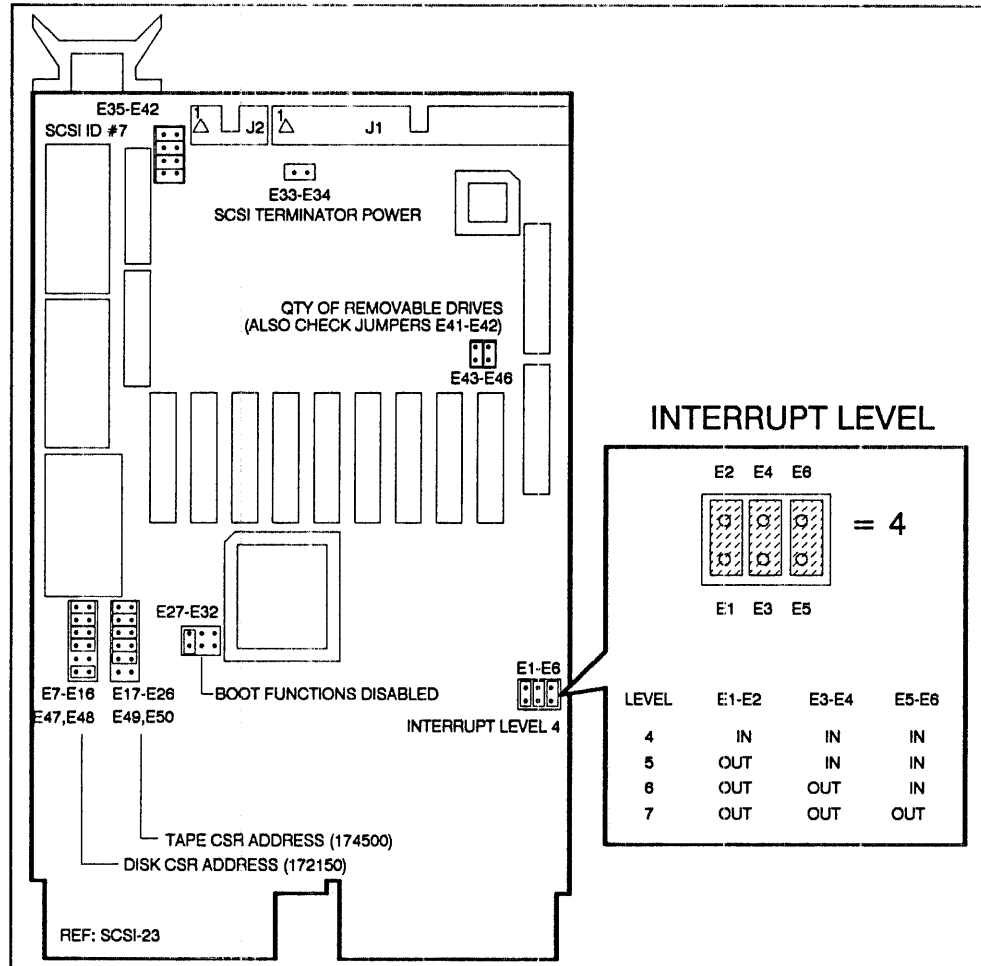 E35-E42
SCSI ID #7
1
J2
1
J1
E33-E34
SCSI TERMINATOR POWER
QTY OF REMOVABLE DRIVES
(ALSO CHECK JUMPERS E41-E42)
E43-E46
E27-E32
BOOT FUNCTIONS DISABLED
E7-E16 E17-E26
E47,E48 E49,E50
E1-E6
INTERRUPT LEVEL 4
TAPE CSR ADDRESS (174500)
DISK CSR ADDRESS (172150)
REF: SCSI-23
INTERRUPT LEVEL
E2 E4 E6
= 4
E1 E3 E5
LEVEL E1-E2 E3-E4 E5-E6
4 IN IN IN
5 OUT IN IN
6 OUT OUT IN
7 OUT OUT OUT